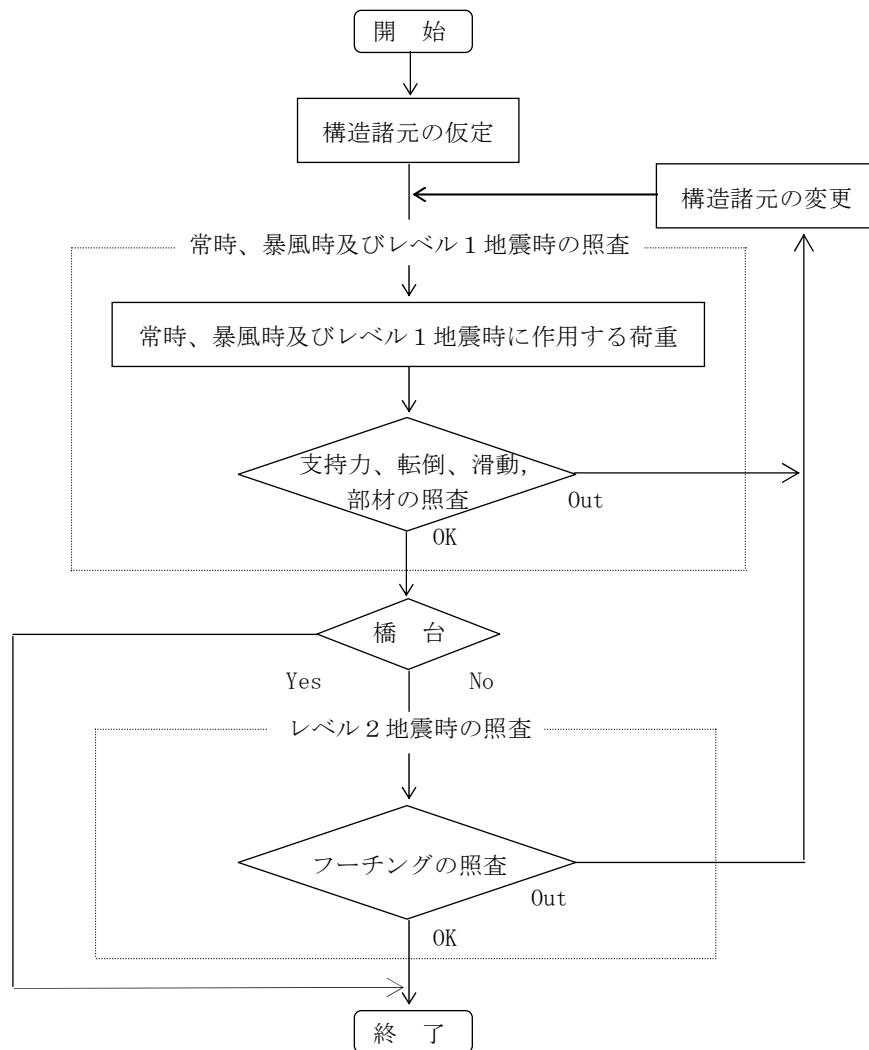 開　始
構造諸元の仮定
構造諸元の変更
常時、暴風時及びレベル１地震時の照査
常時、暴風時及びレベル１地震時に作用する荷重
支持力、転倒、滑動,
部材の照査
Out
OK
橋　台
Yes
No
レベル２地震時の照査
フーチングの照査
Out
OK
終　了